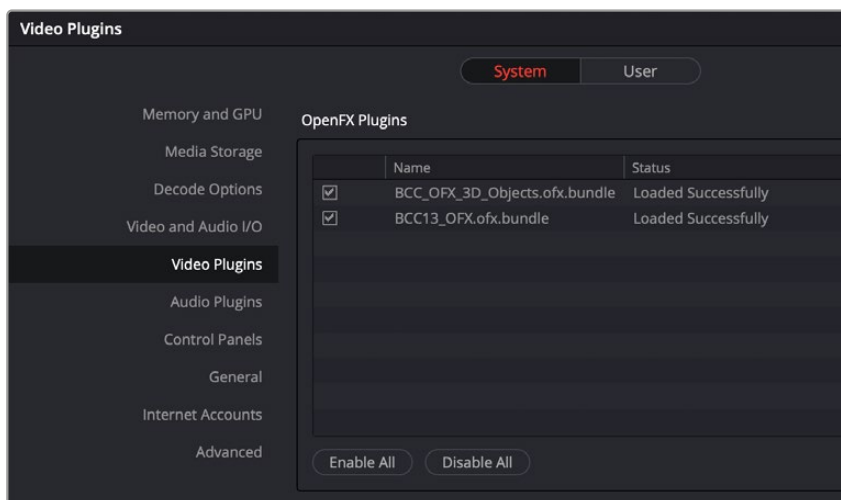 Video Plugins
System User
Memory and GPU
Media Storage
Decode Options
Video and Audio I/O
Video Plugins
Audio Plugins
Control Panels
General
Internet Accounts
Advanced
OpenFX Plugins
Name Status
BCC_OFX_3D_Objects.ofx.bundle Loaded Successfully
BCC13_OFX.ofx.bundle Loaded Successfully
Enable All Disable All